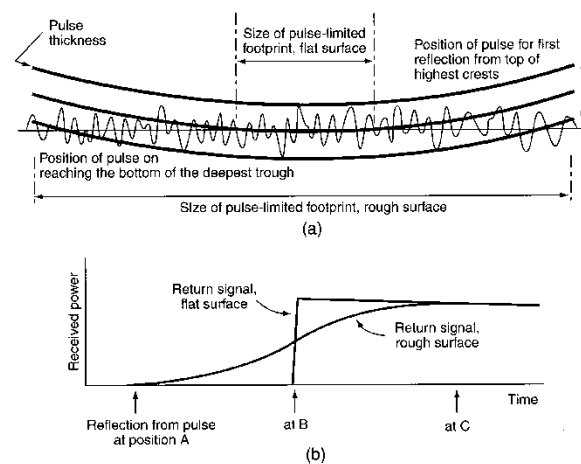 Pulse
thickness
Size of pulse-limited
footprint, flat surface
Position of pulse for first
reflection from top of
highest crests
Position of pulse on
reaching the bottom of the deepest trough
Size of pulse-limited footprint, rough surface
(a)
Received power
Return signal,
flat surface
Return signal,
rough surface
Time
Reflection from pulse
at position A
at B
at C
(b)